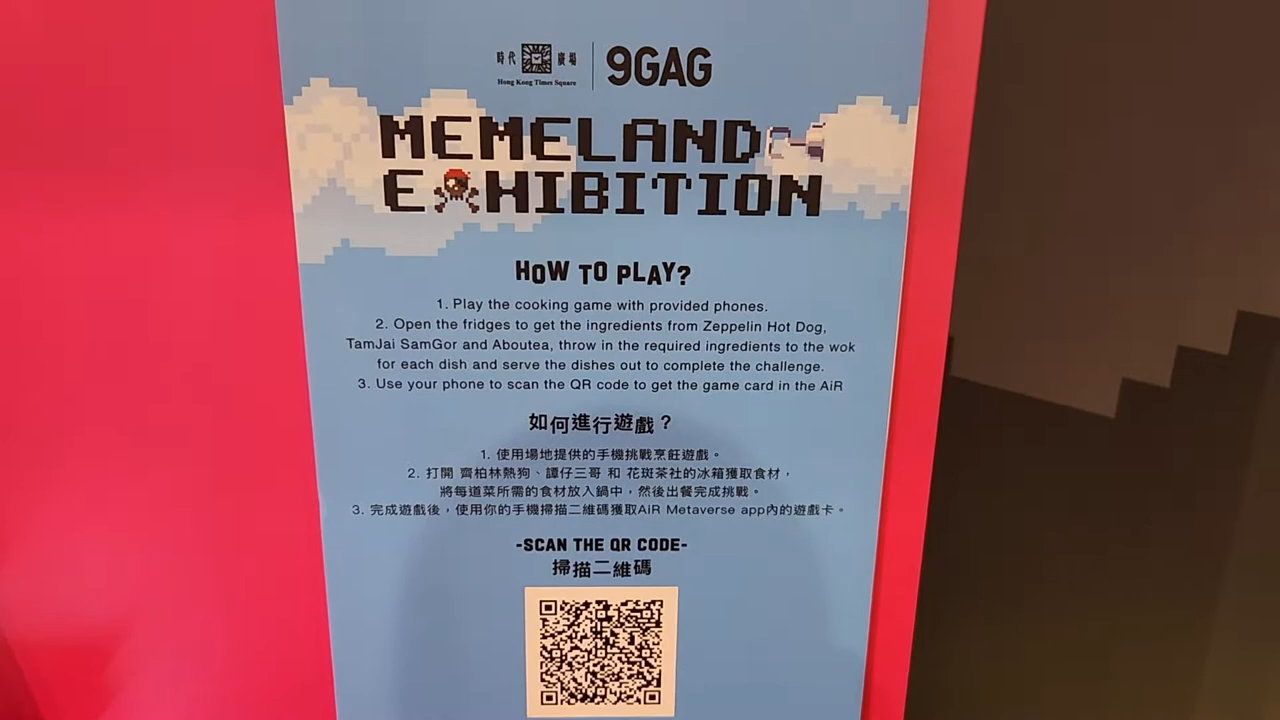 時代 廣場 9GAG
Hong Kong Times Square
MEMELAND
EXHIBITION
HOW TO PLAY?
1. Play the cooking game with provided phones.
2. Open the fridges to get the ingredients from Zeppelin Hot Dog,
TamJai SamGor and Aboutea, throw in the required ingredients to the wok
for each dish and serve the dishes out to complete the challenge.
3. Use your phone to scan the QR code to get the game card in the AiR
如何進行遊戲？
1. 使用場地提供的手機挑戰烹飪遊戲。
2. 打開 齊柏林熱狗、譚仔三哥 和 花斑茶社的冰箱獲取食材，
將每道菜所需的食材放入鍋中，然後出餐完成挑戰。
3. 完成遊戲後，使用你的手機掃描二維碼獲取AiR Metaverse app內的遊戲卡。
-SCAN THE QR CODE-
掃描二維碼